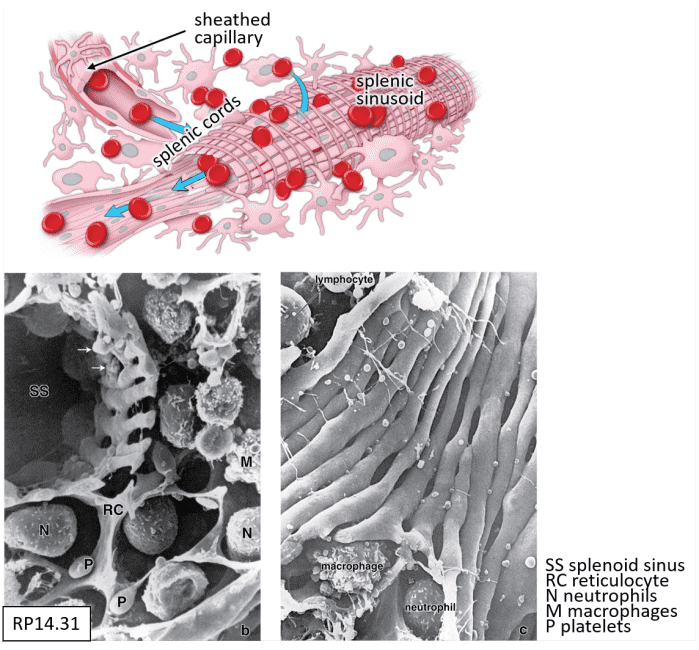 sheathed
capillary
splenic
sinusoid
splenic cords
SS
RC
N
M
N
P
P
b
RP14.31
lymphocyte
macrophage
neutrophil
c
SS splenoid sinus
RC reticulocyte
N neutrophils
M macrophages
P platelets